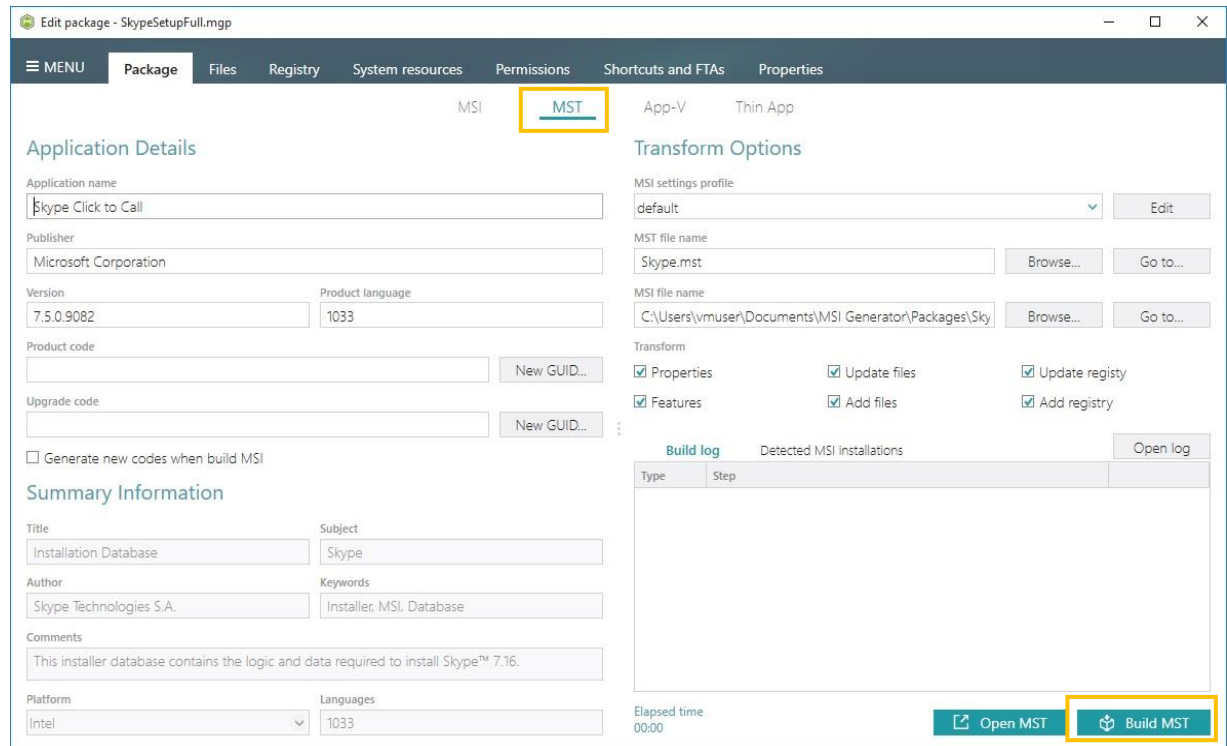 Edit package - SkypeSetupFull.mgp
MENU Package Files Registry System resources Permissions Shortcuts and FTAs Properties
MSI MST App-V Thin App
Application Details
Application name
Skype Click to Call
Publisher
Microsoft Corporation
Version Product language
7.5.0.9082 1033
Product code
New GUID...
Upgrade code
New GUID...
Generate new codes when build MSI
Summary Information
Title Subject
Installation Database Skype
Author Keywords
Skype Technologies S.A. Installer, MSI, Database
Comments
This installer database contains the logic and data required to install Skype™ 7.16.
Platform Languages
Intel 1033
Transform Options
MSI settings profile
default Edit
MST file name
Skype.mst Browse... Go to...
MSI file name
C:\Users\vmuser\Documents\MSI Generator\Packages\Sky Browse... Go to...
Transform
Properties Update files Update registy
Features Add files Add registry
Build log Detected MSI installations Open log
Type Step
Elapsed time
00:00 Open MST Build MST